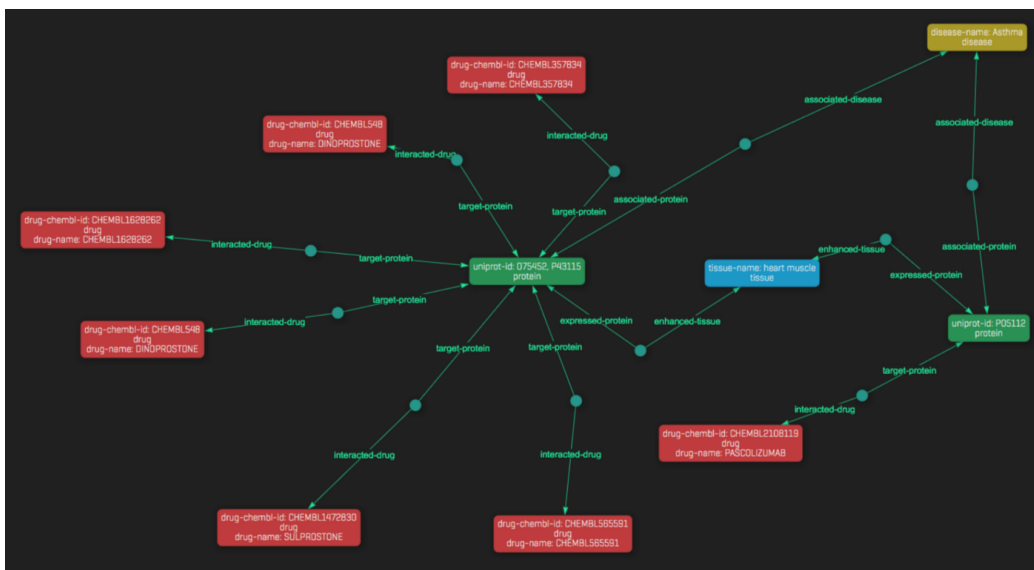 disease-name: Asthma
disease
drug-chembl-id: CHEMBL357834
drug
drug-name: CHEMBL357834
associated-disease
drug-chembl-id: CHEMBL548
drug
drug-name: DINOPROSTONE
interacted-drug
associated-disease
interacted-drug
target-protein
target-protein
associated-protein
drug-chembl-id: CHEMBL1628262
drug
drug-name: CHEMBL1628262
interacted-drug
target-protein
enhanced-tissue
associated-protein
uniprot-id: O75452, P43115
protein
tissue-name: heart muscle
tissue
expressed-protein
target-protein
interacted-drug
expressed-protein
enhanced-tissue
uniprot-id: P05112
protein
drug-chembl-id: CHEMBL548
drug
drug-name: DINOPROSTONE
target-protein
target-protein
target-protein
interacted-drug
drug-chembl-id: CHEMBL2108119
drug
drug-name: PASCOLIZUMAB
interacted-drug
interacted-drug
drug-chembl-id: CHEMBL1472830
drug
drug-name: SULPROSTONE
drug-chembl-id: CHEMBL565591
drug
drug-name: CHEMBL565591